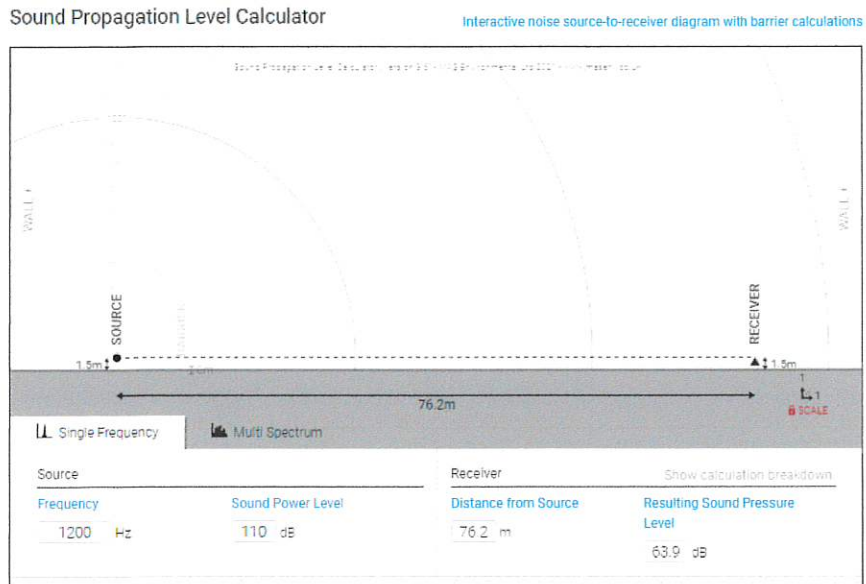 Sound Propagation Level Calculator
Interactive noise source-to-receiver diagram with barrier calculations
WALL +
WALL +
SOURCE
RECEIVER
1.5m
1.5m
76.2m
1
1
SCALE
Single Frequency
Multi Spectrum
Source
Receiver
Show calculation breakdown
Frequency
Sound Power Level
Distance from Source
Resulting Sound Pressure
Level
1200 Hz
110 dB
76.2 m
63.9 dB